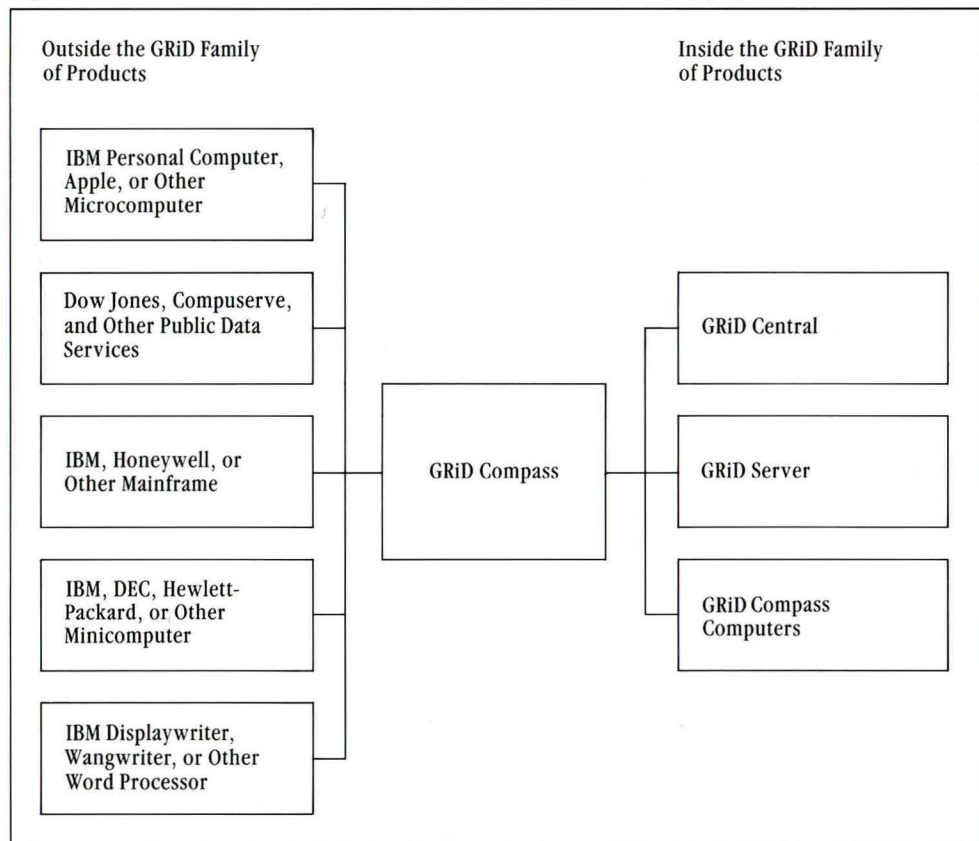 Outside the GRiD Family
of Products
Inside the GRiD Family
of Products
IBM Personal Computer,
Apple, or Other
Microcomputer
Dow Jones, Compuserve,
and Other Public Data
Services
IBM, Honeywell, or
Other Mainframe
IBM, DEC, Hewlett-
Packard, or Other
Minicomputer
IBM Displaywriter,
Wangwriter, or Other
Word Processor
GRiD Compass
GRiD Central
GRiD Server
GRiD Compass
Computers